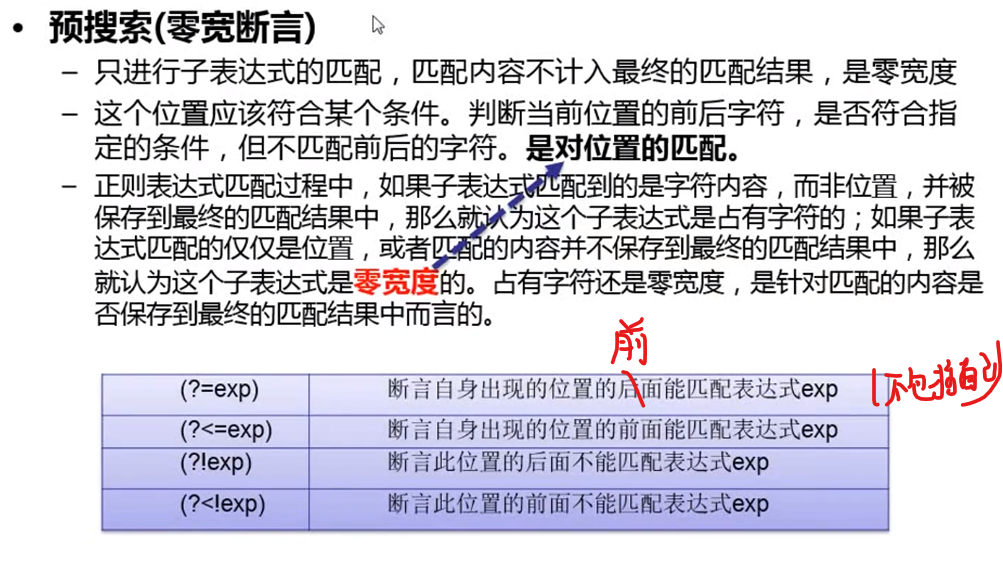 • 预搜索(零宽断言)
– 只进行子表达式的匹配，匹配内容不计入最终的匹配结果，是零宽度
– 这个位置应该符合某个条件。判断当前位置的前后字符，是否符合指
定的条件，但不匹配前后的字符。是对位置的匹配。
– 正则表达式匹配过程中，如果子表达式匹配到的是字符内容，而非位置，并被
保存到最终的匹配结果中，那么就认为这个子表达式是占有字符的；如果子表
达式匹配的仅仅是位置，或者匹配的内容并不保存到最终的匹配结果中，那么
就认为这个子表达式是零宽度的。占有字符还是零宽度，是针对匹配的内容是
否保存到最终的匹配结果中而言的。
前
(?=exp) 断言自身出现的位置的后面能匹配表达式exp 不包括自己
(?<=exp) 断言自身出现的位置的前面能匹配表达式exp
(?!exp) 断言此位置的后面不能匹配表达式exp
(?<!exp) 断言此位置的前面不能匹配表达式exp